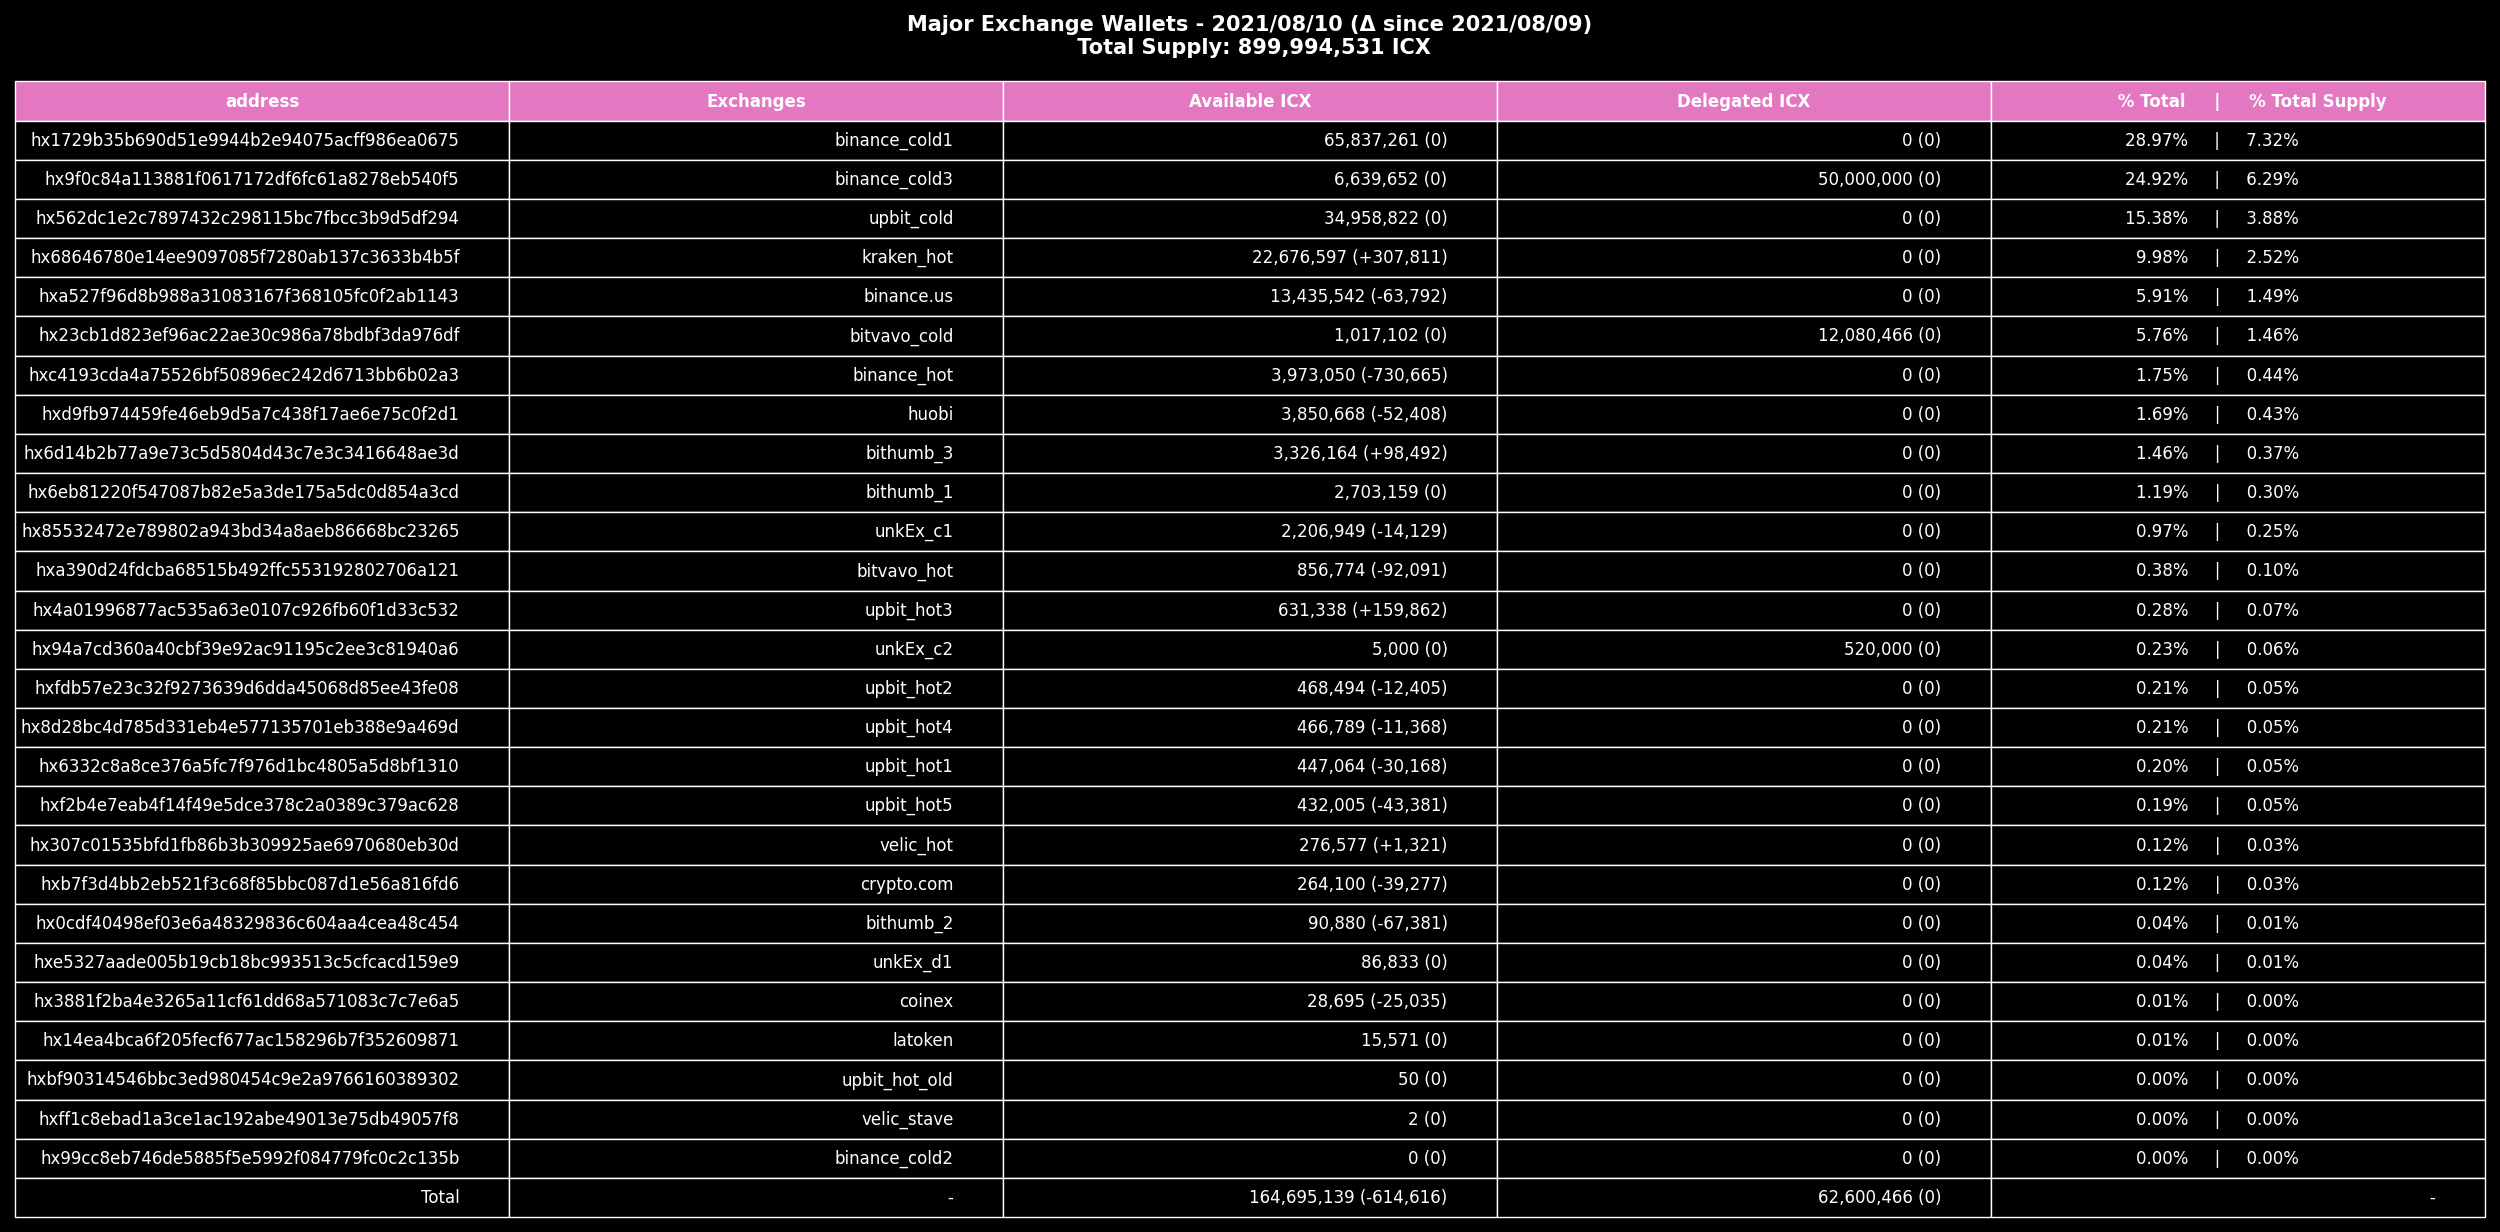 Major Exchange Wallets - 2021/08/10 (Δ since 2021/08/09)
Total Supply: 899,994,531 ICX
address Exchanges Available ICX Delegated ICX % Total | % Total Supply
hx1729b35b690d51e9944b2e94075acff986ea0675 binance_cold1 65,837,261 (0) 0 (0) 28.97% | 7.32%
hx9f0c84a113881f0617172df6fc61a8278eb540f5 binance_cold3 6,639,652 (0) 50,000,000 (0) 24.92% | 6.29%
hx562dc1e2c7897432c298115bc7fbcc3b9d5df294 upbit_cold 34,958,822 (0) 0 (0) 15.38% | 3.88%
hx68646780e14ee9097085f7280ab137c3633b4b5f kraken_hot 22,676,597 (+307,811) 0 (0) 9.98% | 2.52%
hxa527f96d8b988a31083167f368105fc0f2ab1143 binance.us 13,435,542 (-63,792) 0 (0) 5.91% | 1.49%
hx23cb1d823ef96ac22ae30c986a78bdbf3da976df bitvavo_cold 1,017,102 (0) 12,080,466 (0) 5.76% | 1.46%
hxc4193cda4a75526bf50896ec242d6713bb6b02a3 binance_hot 3,973,050 (-730,665) 0 (0) 1.75% | 0.44%
hxd9fb974459fe46eb9d5a7c438f17ae6e75c0f2d1 huobi 3,850,668 (-52,408) 0 (0) 1.69% | 0.43%
hx6d14b2b77a9e73c5d5804d43c7e3c3416648ae3d bithumb_3 3,326,164 (+98,492) 0 (0) 1.46% | 0.37%
hx6eb81220f547087b82e5a3de175a5dc0d854a3cd bithumb_1 2,703,159 (0) 0 (0) 1.19% | 0.30%
hx85532472e789802a943bd34a8aeb86668bc23265 unkEx_c1 2,206,949 (-14,129) 0 (0) 0.97% | 0.25%
hxa390d24fdcba68515b492ffc553192802706a121 bitvavo_hot 856,774 (-92,091) 0 (0) 0.38% | 0.10%
hx4a01996877ac535a63e0107c926fb60f1d33c532 upbit_hot3 631,338 (+159,862) 0 (0) 0.28% | 0.07%
hx94a7cd360a40cbf39e92ac91195c2ee3c81940a6 unkEx_c2 5,000 (0) 520,000 (0) 0.23% | 0.06%
hxfdb57e23c32f9273639d6dda45068d85ee43fe08 upbit_hot2 468,494 (-12,405) 0 (0) 0.21% | 0.05%
hx8d28bc4d785d331eb4e577135701eb388e9a469d upbit_hot4 466,789 (-11,368) 0 (0) 0.21% | 0.05%
hx6332c8a8ce376a5fc7f976d1bc4805a5d8bf1310 upbit_hot1 447,064 (-30,168) 0 (0) 0.20% | 0.05%
hxf2b4e7eab4f14f49e5dce378c2a0389c379ac628 upbit_hot5 432,005 (-43,381) 0 (0) 0.19% | 0.05%
hx307c01535bfd1fb86b3b309925ae6970680eb30d velic_hot 276,577 (+1,321) 0 (0) 0.12% | 0.03%
hxb7f3d4bb2eb521f3c68f85bbc087d1e56a816fd6 crypto.com 264,100 (-39,277) 0 (0) 0.12% | 0.03%
hx0cdf40498ef03e6a48329836c604aa4cea48c454 bithumb_2 90,880 (-67,381) 0 (0) 0.04% | 0.01%
hxe5327aade005b19cb18bc993513c5cfcacd159e9 unkEx_d1 86,833 (0) 0 (0) 0.04% | 0.01%
hx3881f2ba4e3265a11cf61dd68a571083c7c7e6a5 coinex 28,695 (-25,035) 0 (0) 0.01% | 0.00%
hx14ea4bca6f205fecf677ac158296b7f352609871 latoken 15,571 (0) 0 (0) 0.01% | 0.00%
hxbf90314546bbc3ed980454c9e2a9766160389302 upbit_hot_old 50 (0) 0 (0) 0.00% | 0.00%
hxff1c8ebad1a3ce1ac192abe49013e75db49057f8 velic_stave 2 (0) 0 (0) 0.00% | 0.00%
hx99cc8eb746de5885f5e5992f084779fc0c2c135b binance_cold2 0 (0) 0 (0) 0.00% | 0.00%
Total - 164,695,139 (-614,616) 62,600,466 (0) -